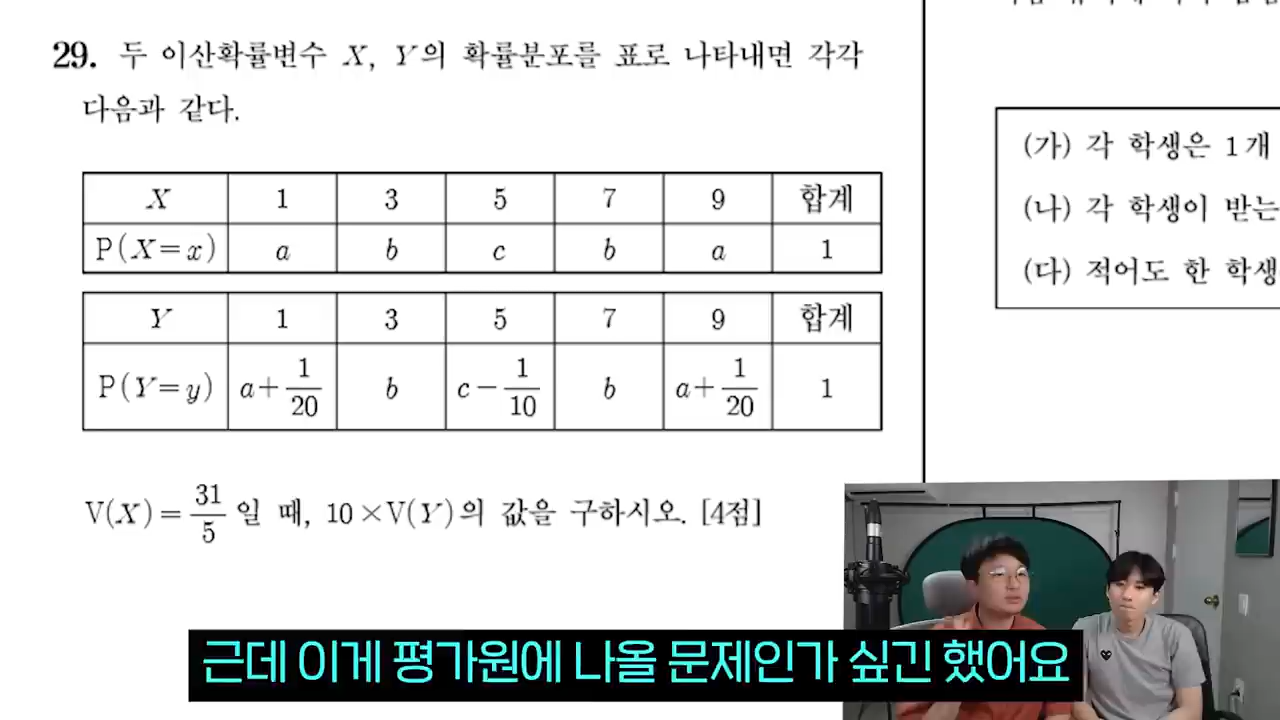 29. 두 이산확률변수 X, Y의 확률분포를 표로 나타내면 각각
다음과 같다.
X 1 3 5 7 9 합계
P(X=x) a b c b a 1
Y 1 3 5 7 9 합계
P(Y=y) a+1/20 b c-1/10 b a+1/20 1
V(X)=31/5 일 때, 10×V(Y)의 값을 구하시오. [4점]
(가) 각 학생은 1개
(나) 각 학생이 받는
(다) 적어도 한 학생
근데 이게 평가원에 나올 문제인가 싶긴 했어요